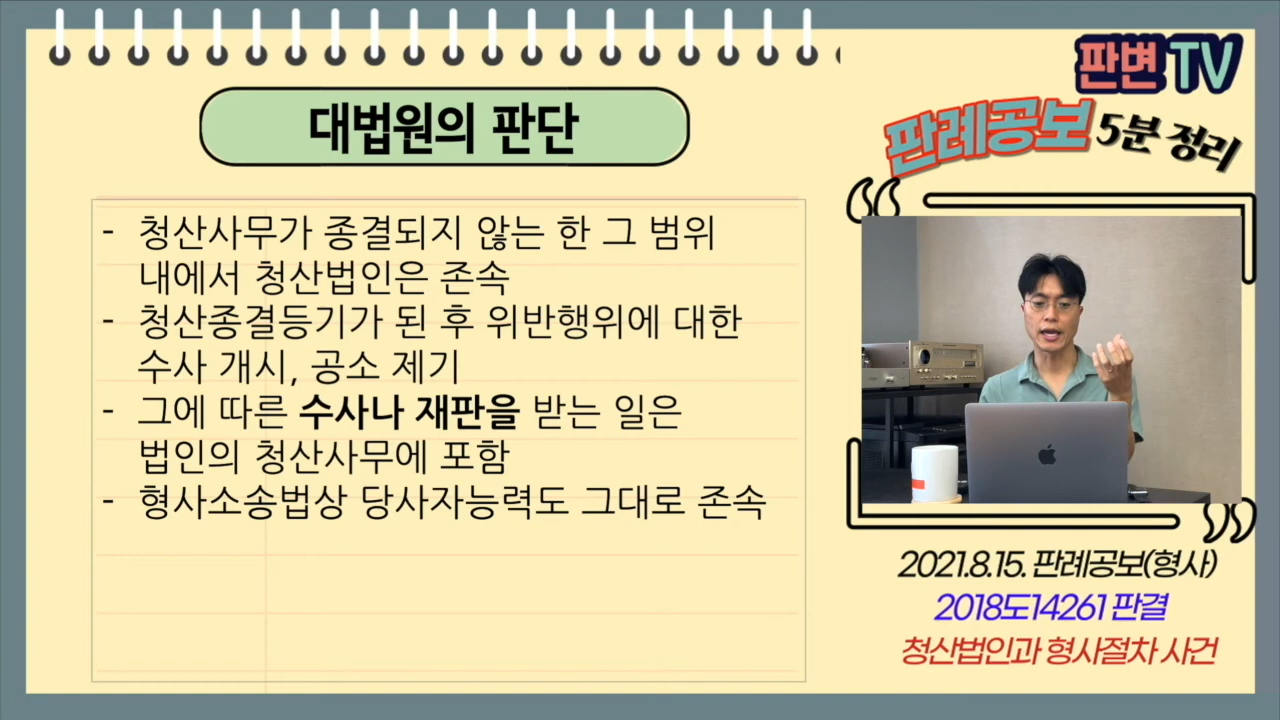 대법원의 판단
- 청산사무가 종결되지 않는 한 그 범위
내에서 청산법인은 존속
- 청산종결등기가 된 후 위반행위에 대한
수사 개시, 공소 제기
- 그에 따른 수사나 재판을 받는 일은
법인의 청산사무에 포함
- 형사소송법상 당사자능력도 그대로 존속
판변 TV
판례공보 5분 정리
2021.8.15. 판례공보(형사)
2018도14261 판결
청산법인과 형사절차 사건